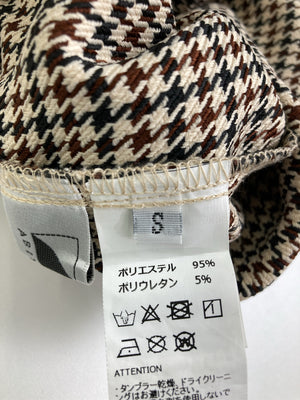 S
ポリエステル 95%
ポリウレタン 5%
ATTENTION
・タンブラー乾燥、ドライクリーニ
ングはお避けください。